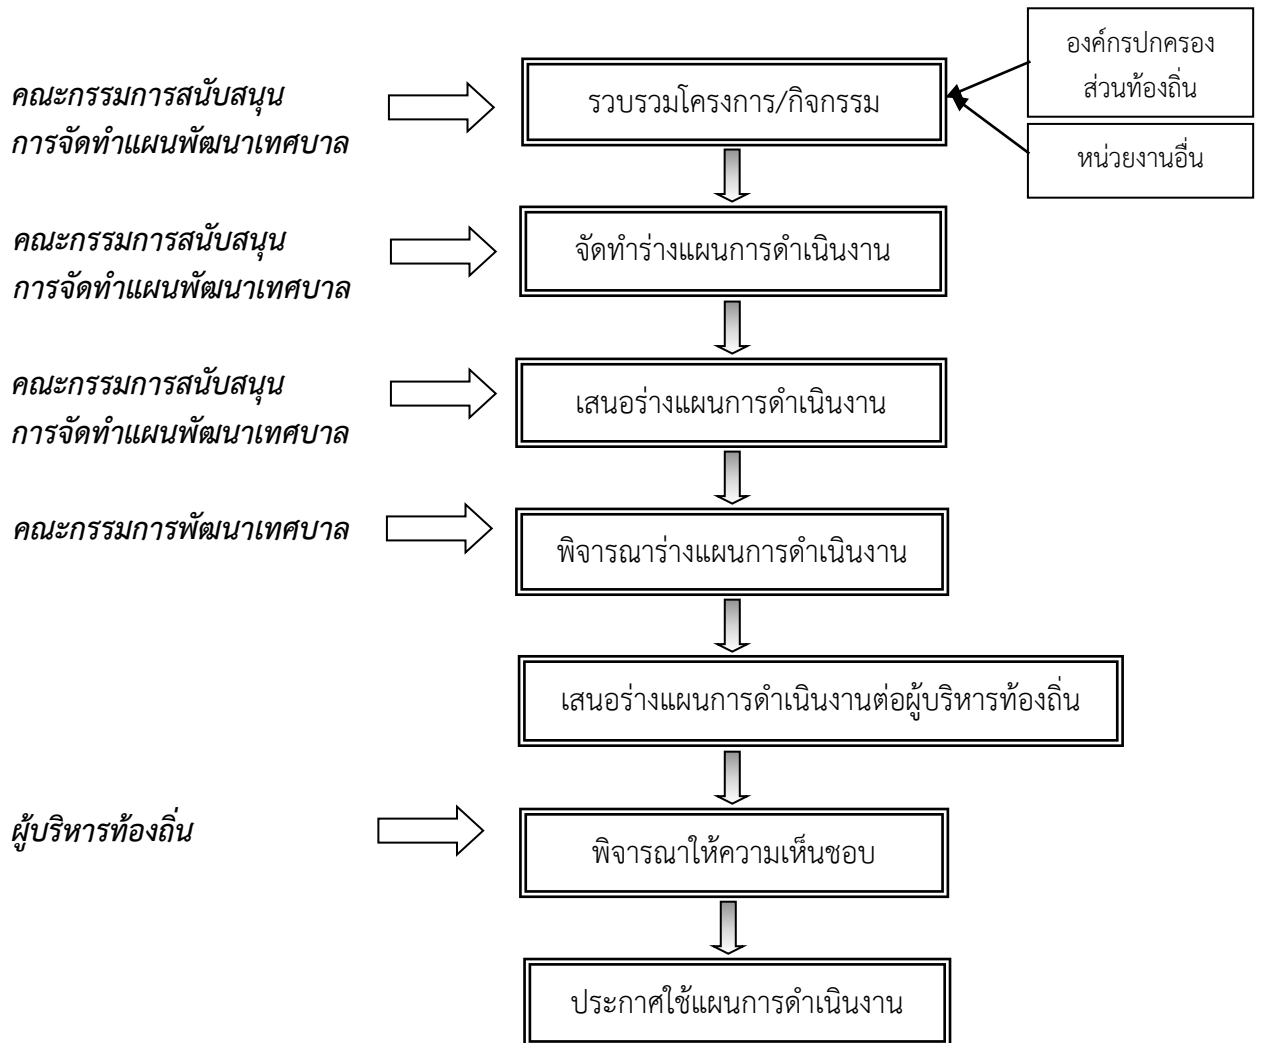 องค์กรปกครอง
ส่วนท้องถิ่น
คณะกรรมการสนับสนุน
การจัดทำแผนพัฒนาเทศบาล
รวบรวมโครงการ/กิจกรรม
หน่วยงานอื่น
คณะกรรมการสนับสนุน
การจัดทำแผนพัฒนาเทศบาล
จัดทำร่างแผนการดำเนินงาน
คณะกรรมการสนับสนุน
การจัดทำแผนพัฒนาเทศบาล
เสนอร่างแผนการดำเนินงาน
คณะกรรมการพัฒนาเทศบาล
พิจารณาร่างแผนการดำเนินงาน
เสนอร่างแผนการดำเนินงานต่อผู้บริหารท้องถิ่น
ผู้บริหารท้องถิ่น
พิจารณาให้ความเห็นชอบ
ประกาศใช้แผนการดำเนินงาน